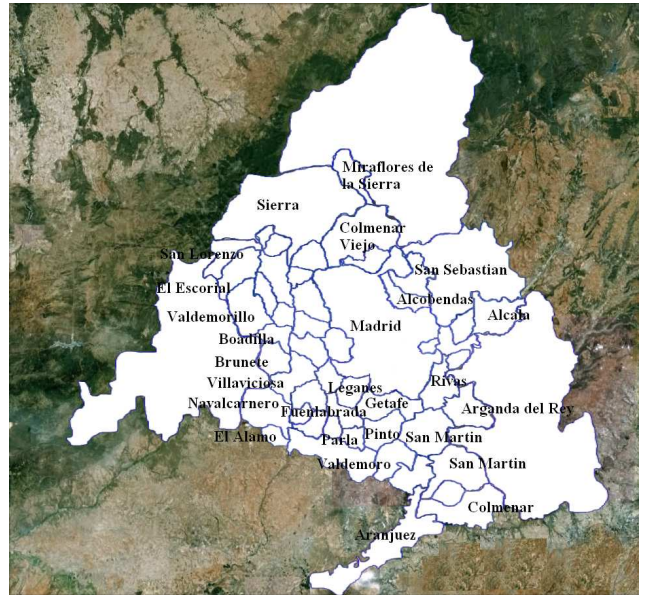 Miraflores de
la Sierra
Sierra
Colmenar
Viejo
San Lorenzo
San Sebastian
El Escorial
Alcobendas
Valdemorillo
Alcala
Madrid
Boadilla
Brunete
Villaviciosa
Leganes
Rivas
Navalcarnero
Getafe
Fuenlabrada
Arganda del Rey
El Alamo
Parla
Pinto
San Martin
Valdemoro
San Martin
Colmenar
Aranjuez